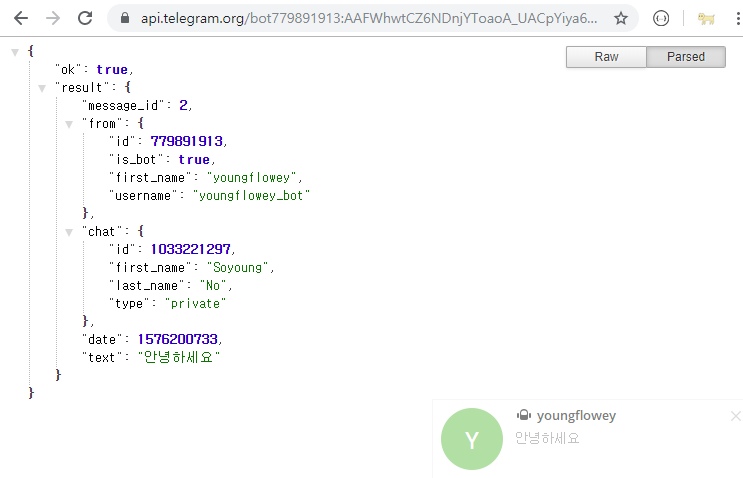 api.telegram.org/bot779891913:AAFWhwtCZ6NDnjYToaoA_UACpYiya6...
Raw Parsed
{
"ok": true,
"result": {
"message_id": 2,
"from": {
"id": 779891913,
"is_bot": true,
"first_name": "youngflowey",
"username": "youngflowey_bot"
},
"chat": {
"id": 1033221297,
"first_name": "Soyoung",
"last_name": "No",
"type": "private"
},
"date": 1576200733,
"text": "안녕하세요"
}
}
Y
youngflowey
안녕하세요